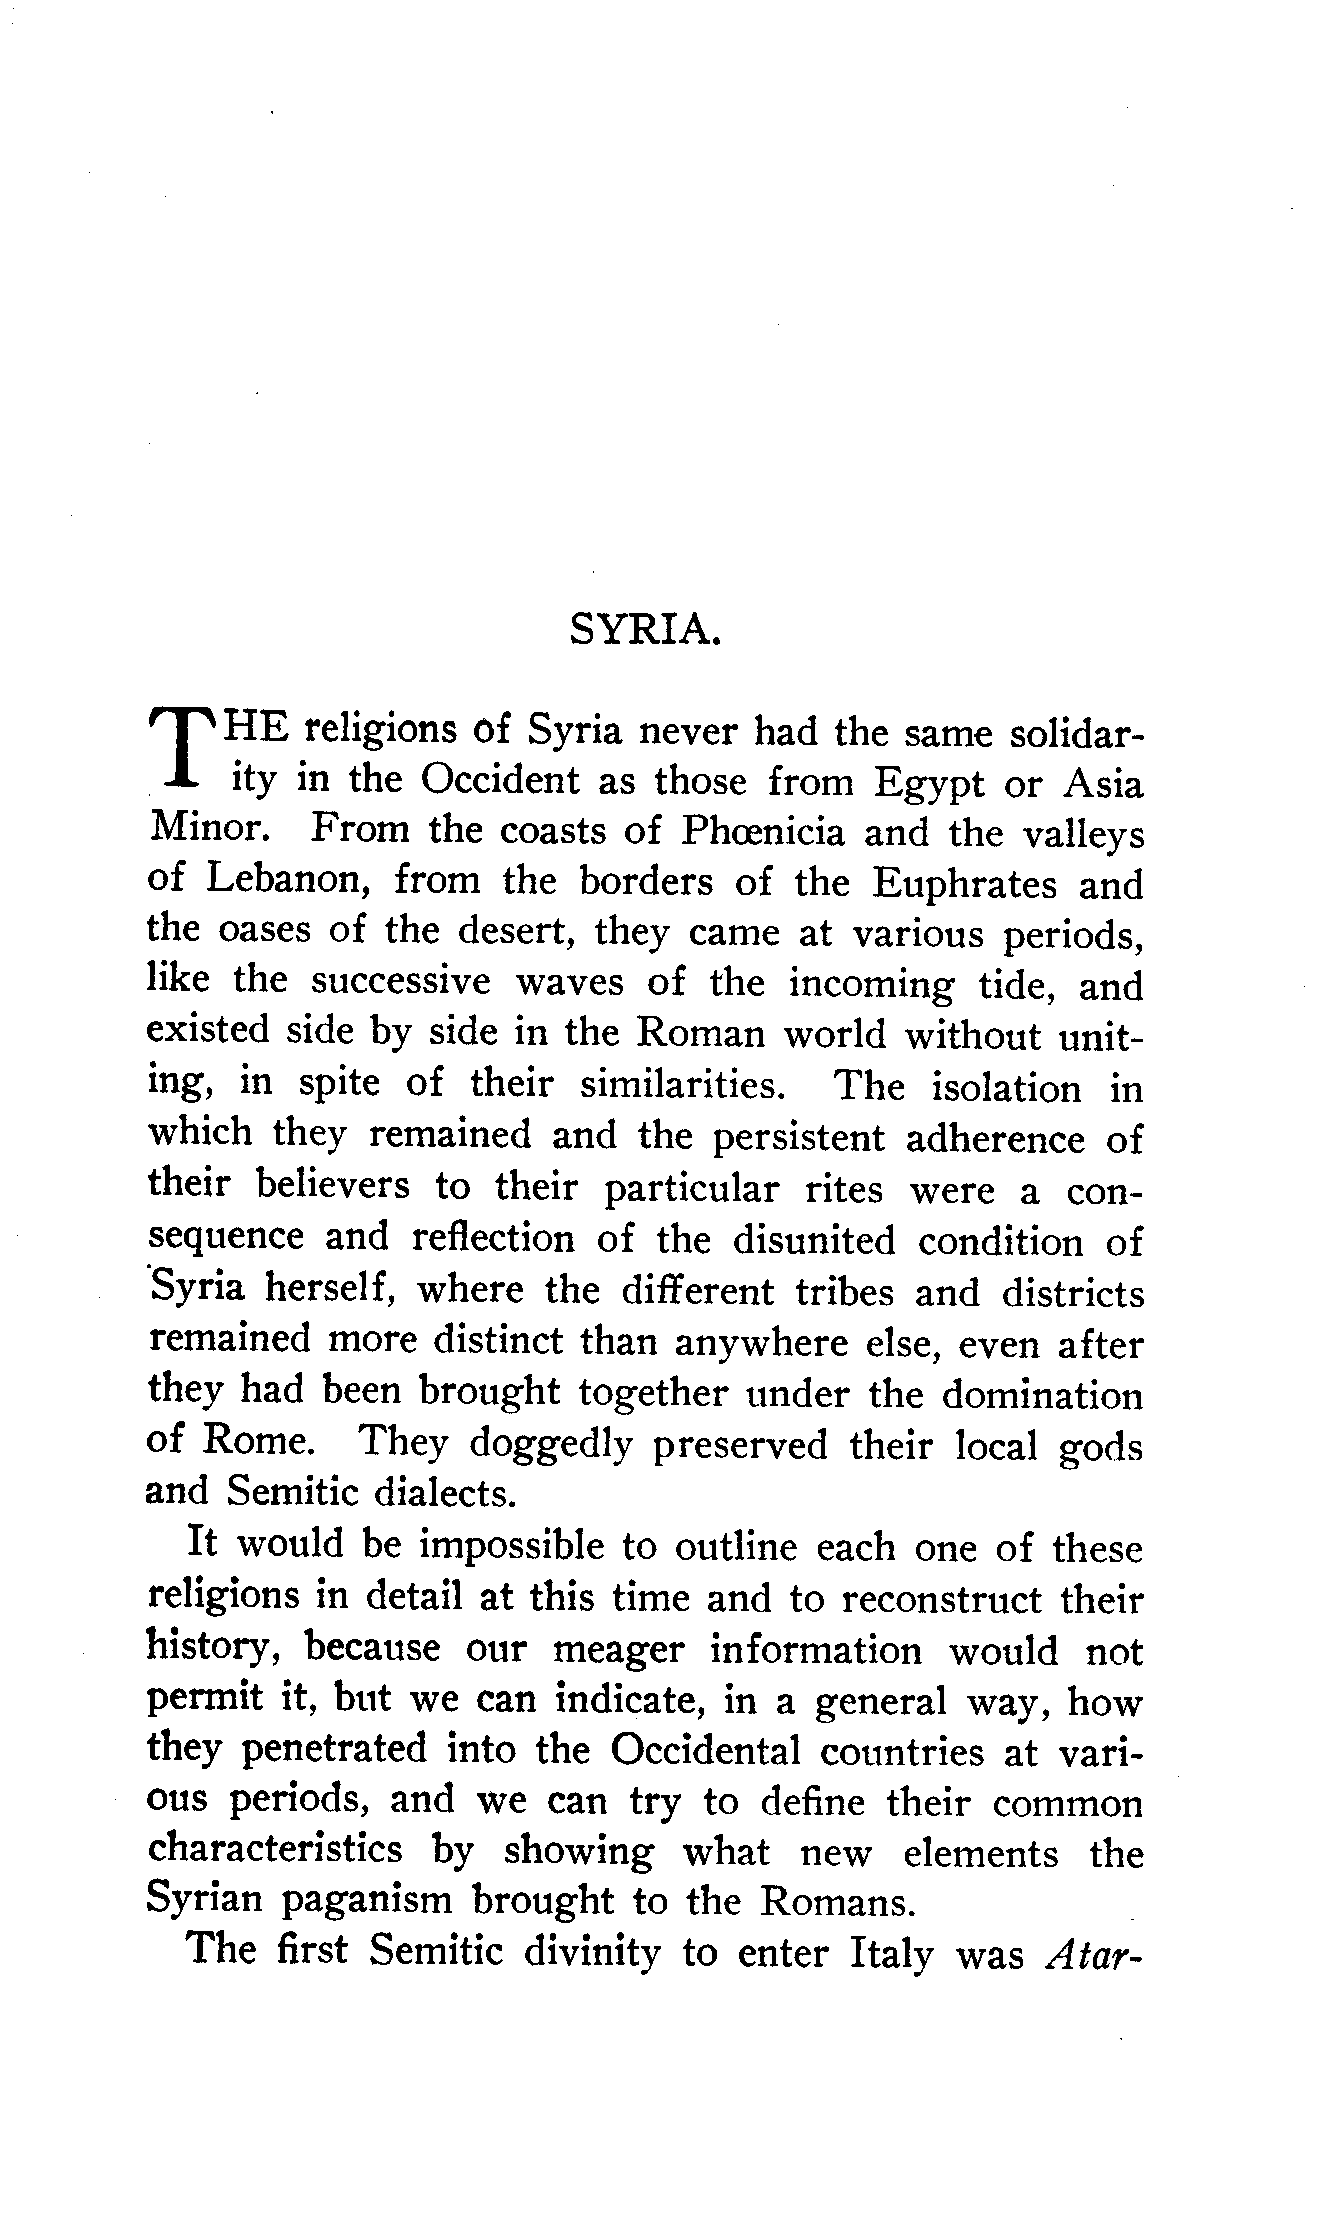 SYRIA.
THE religions of Syria never had the same solidar-
ity in the Occident as those from Egypt or Asia
Minor. From the coasts of Phœnicia and the valleys
of Lebanon, from the borders of the Euphrates and
the oases of the desert, they came at various periods,
like the successive waves of the incoming tide, and
existed side by side in the Roman world without unit-
ing, in spite of their similarities. The isolation in
which they remained and the persistent adherence of
their believers to their particular rites were a con-
sequence and reflection of the disunited condition of
Syria herself, where the different tribes and districts
remained more distinct than anywhere else, even after
they had been brought together under the domination
of Rome. They doggedly preserved their local gods
and Semitic dialects.
It would be impossible to outline each one of these
religions in detail at this time and to reconstruct their
history, because our meager information would not
permit it, but we can indicate, in a general way, how
they penetrated into the Occidental countries at vari-
ous periods, and we can try to define their common
characteristics by showing what new elements the
Syrian paganism brought to the Romans.
The first Semitic divinity to enter Italy was Atar-